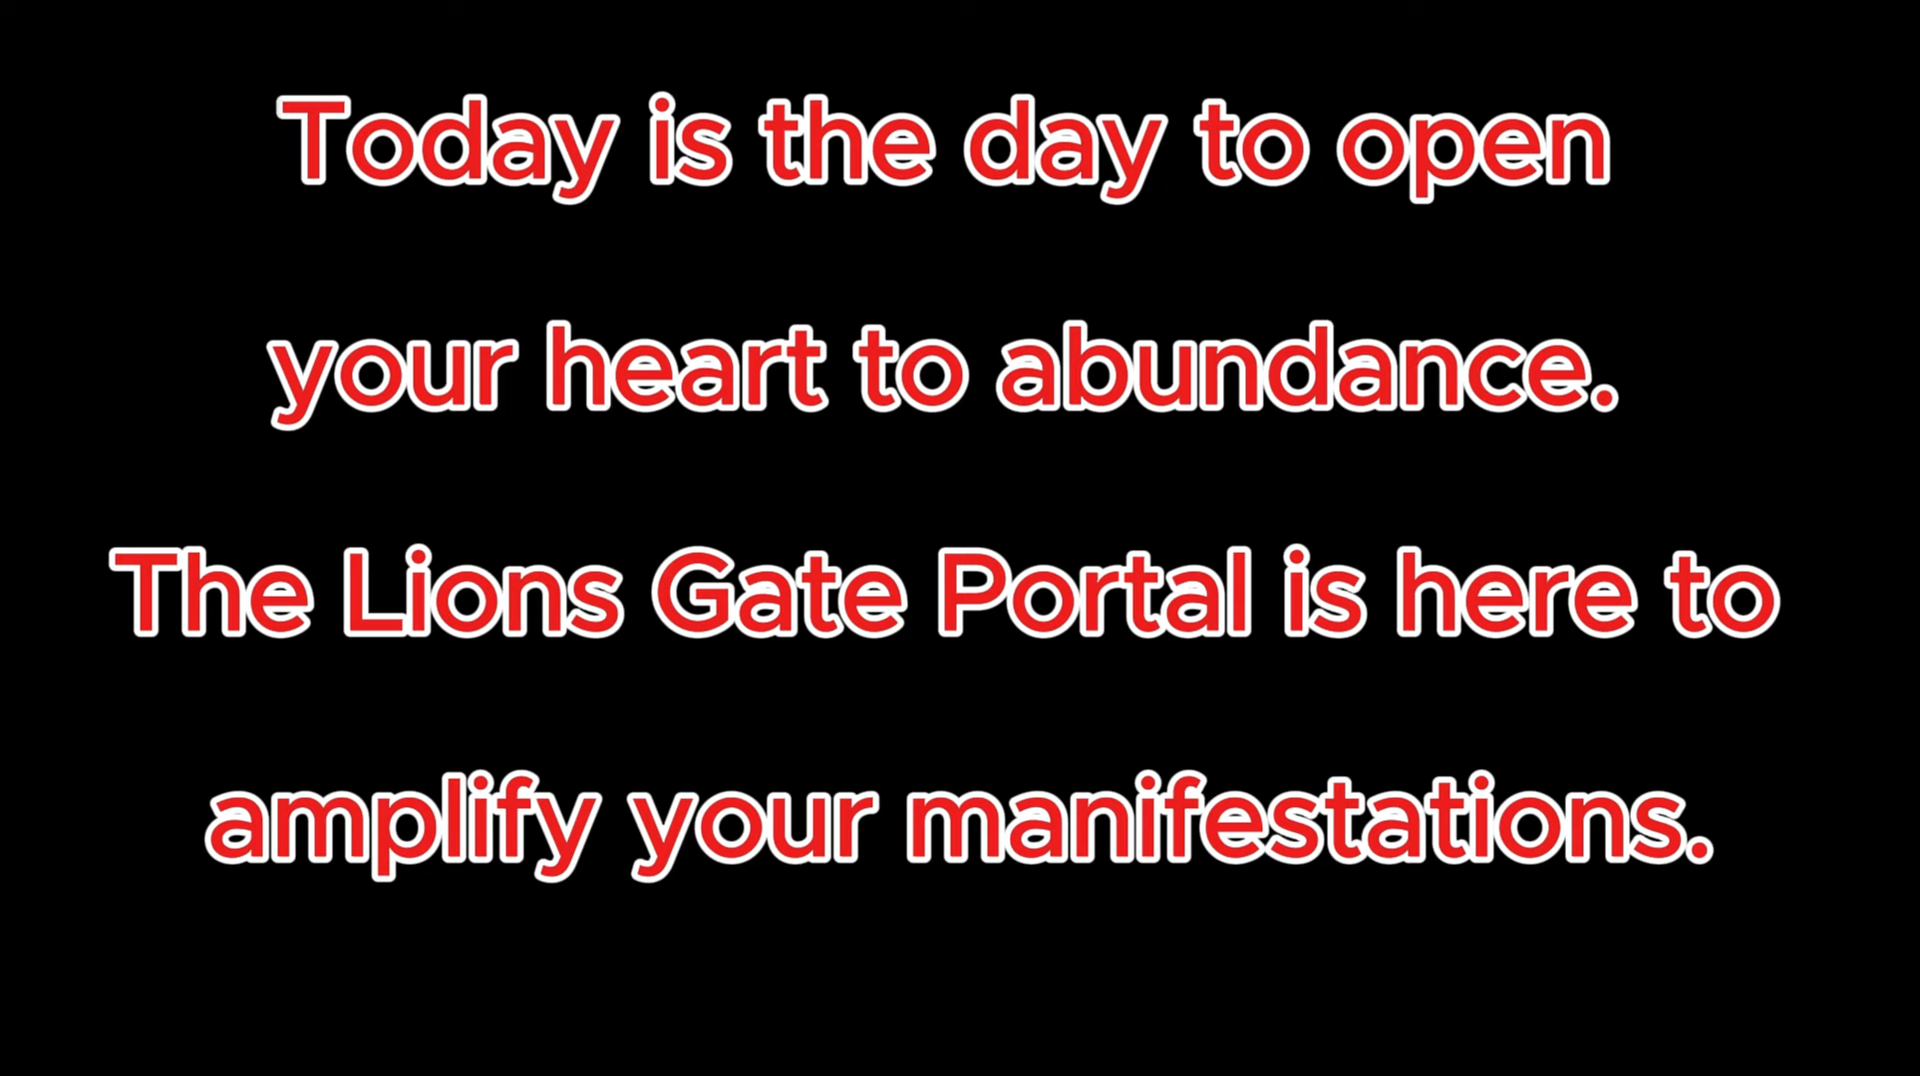 Today is the day to open
your heart to abundance.
The Lions Gate Portal is here to
amplify your manifestations.